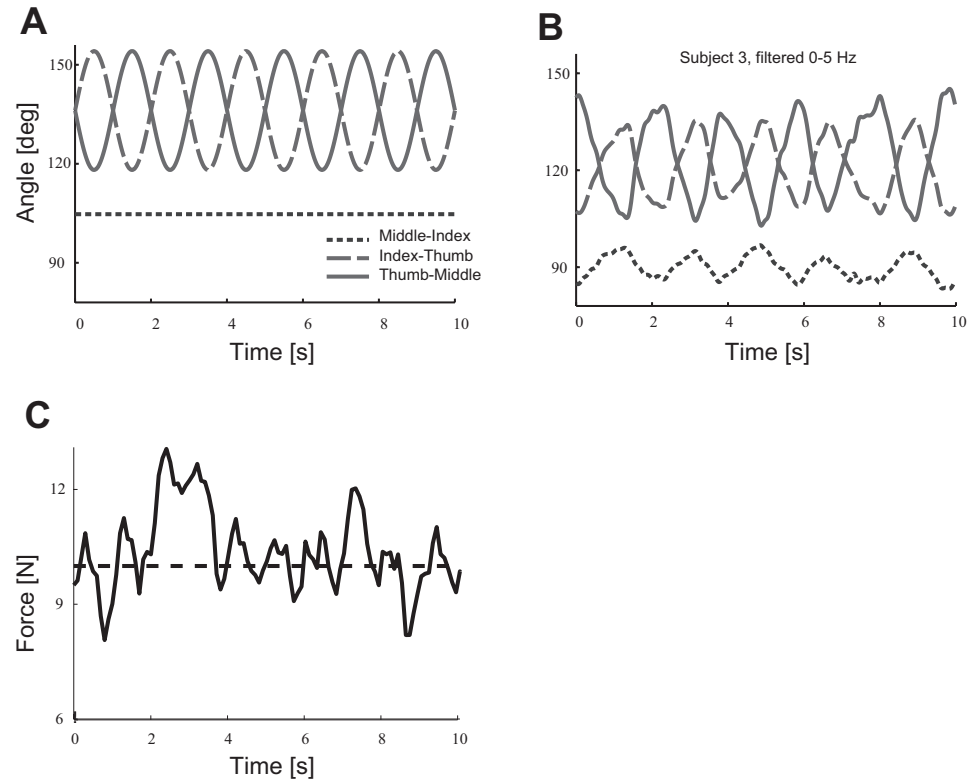 A
150
120
90
Angle [deg]
Middle-Index
Index-Thumb
Thumb-Middle
0 2 4 6 8 10
Time [s]
B
Subject 3, filtered 0-5 Hz
150
120
90
0 2 4 6 8 10
Time [s]
C
12
9
6
Force [N]
0 2 4 6 8 10
Time [s]